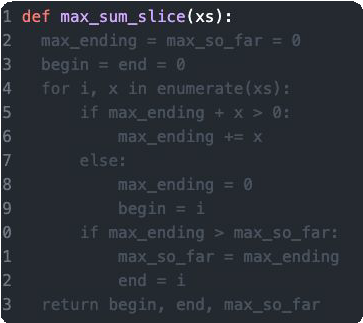 1 def max_sum_slice(xs):
2   max_ending = max_so_far = 0
3   begin = end = 0
4   for i, x in enumerate(xs):
5       if max_ending + x > 0:
6           max_ending += x
7       else:
8           max_ending = 0
9           begin = i
0       if max_ending > max_so_far:
1           max_so_far = max_ending
2           end = i
3   return begin, end, max_so_far